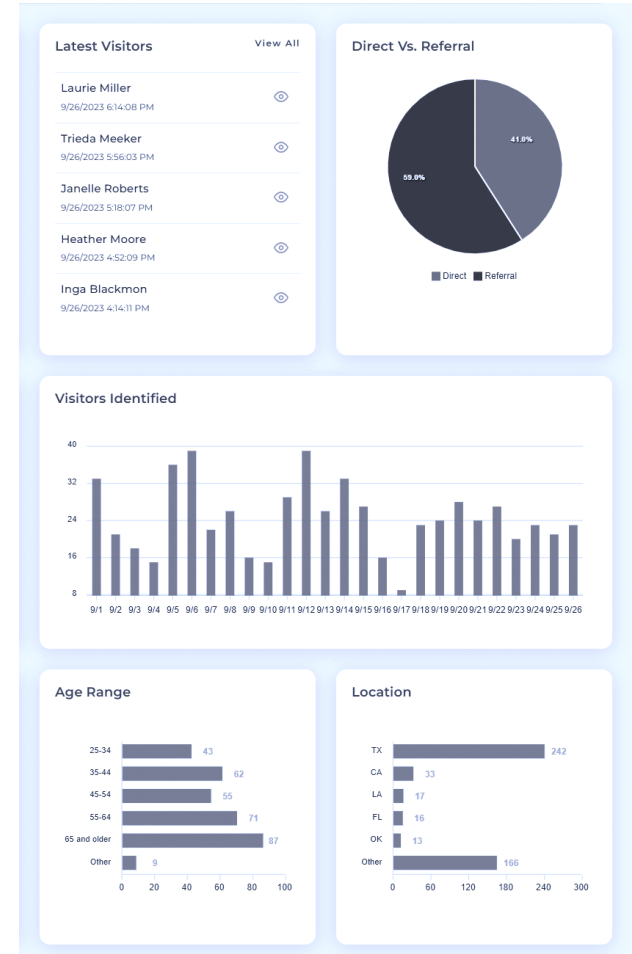 Latest Visitors
View All
Laurie Miller
9/26/2023 6:14:08 PM
Trieda Meeker
9/26/2023 5:56:03 PM
Janelle Roberts
9/26/2023 5:18:07 PM
Heather Moore
9/26/2023 4:52:09 PM
Inga Blackmon
9/26/2023 4:14:11 PM
Direct Vs. Referral
41.0%
59.0%
Direct Referral
Visitors Identified
40
32
24
16
8
9/1 9/2 9/3 9/4 9/5 9/6 9/7 9/8 9/9 9/10 9/11 9/12 9/13 9/14 9/15 9/16 9/17 9/18 9/19 9/20 9/21 9/22 9/23 9/24 9/25 9/26
Age Range
25-34 43
35-44 62
45-54 55
55-64 71
65 and older 87
Other 9
0 20 40 60 80 100
Location
TX 242
CA 33
LA 17
FL 16
OK 13
Other 166
0 60 120 180 240 300